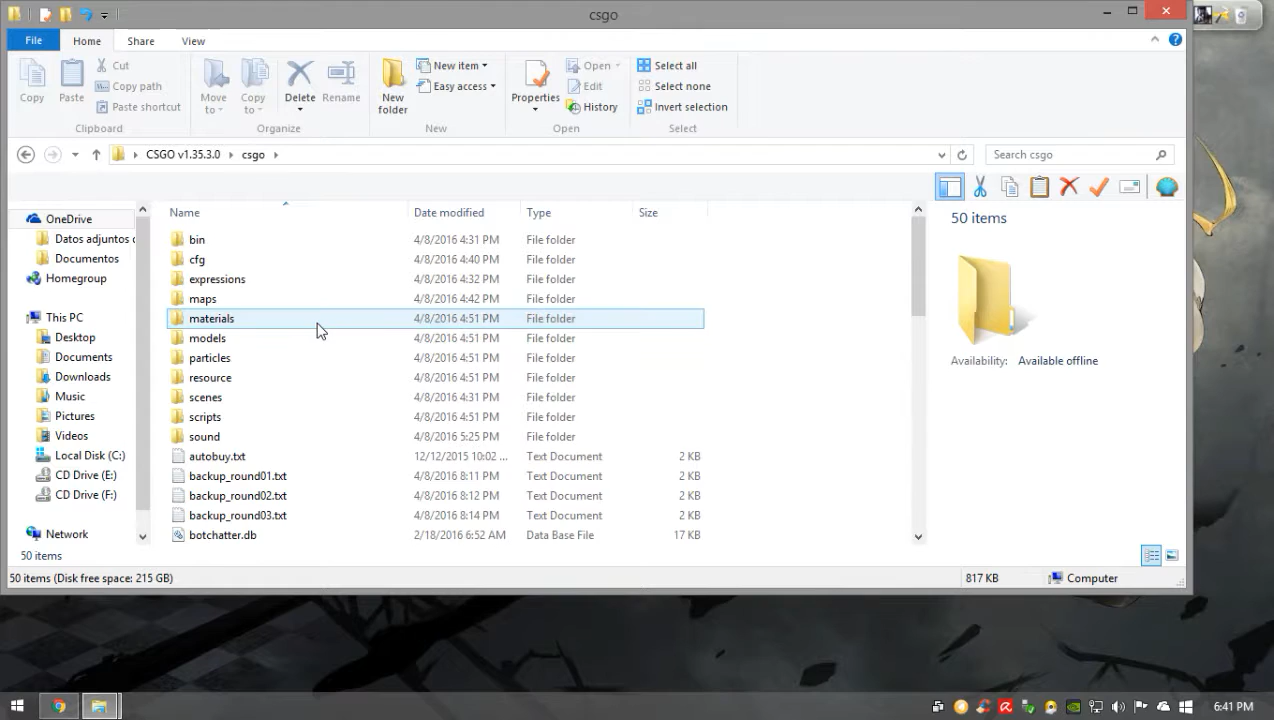 csgo
File Home Share View
Copy Paste Cut Copy path Paste shortcut Move to Copy to Delete Rename New folder New item Easy access Properties Open Edit History Select all Select none Invert selection
Clipboard Organize New Open Select
CSGO v1.35.3.0 csgo Search csgo
Name Date modified Type Size
OneDrive
Datos adjuntos c
Documentos
Homegroup
This PC
Desktop
Documents
Downloads
Music
Pictures
Videos
Local Disk (C:)
CD Drive (E:)
CD Drive (F:)
Network
bin 4/8/2016 4:31 PM File folder
cfg 4/8/2016 4:40 PM File folder
expressions 4/8/2016 4:32 PM File folder
maps 4/8/2016 4:42 PM File folder
materials 4/8/2016 4:51 PM File folder
models 4/8/2016 4:51 PM File folder
particles 4/8/2016 4:51 PM File folder
resource 4/8/2016 4:51 PM File folder
scenes 4/8/2016 4:31 PM File folder
scripts 4/8/2016 4:51 PM File folder
sound 4/8/2016 5:25 PM File folder
autobuy.txt 12/12/2015 10:02 ... Text Document 2 KB
backup_round01.txt 4/8/2016 8:11 PM Text Document 2 KB
backup_round02.txt 4/8/2016 8:12 PM Text Document 2 KB
backup_round03.txt 4/8/2016 8:14 PM Text Document 2 KB
botchatter.db 2/18/2016 6:52 AM Data Base File 17 KB
50 items
Availability: Available offline
50 items
50 items (Disk free space: 215 GB) 817 KB Computer
6:41 PM